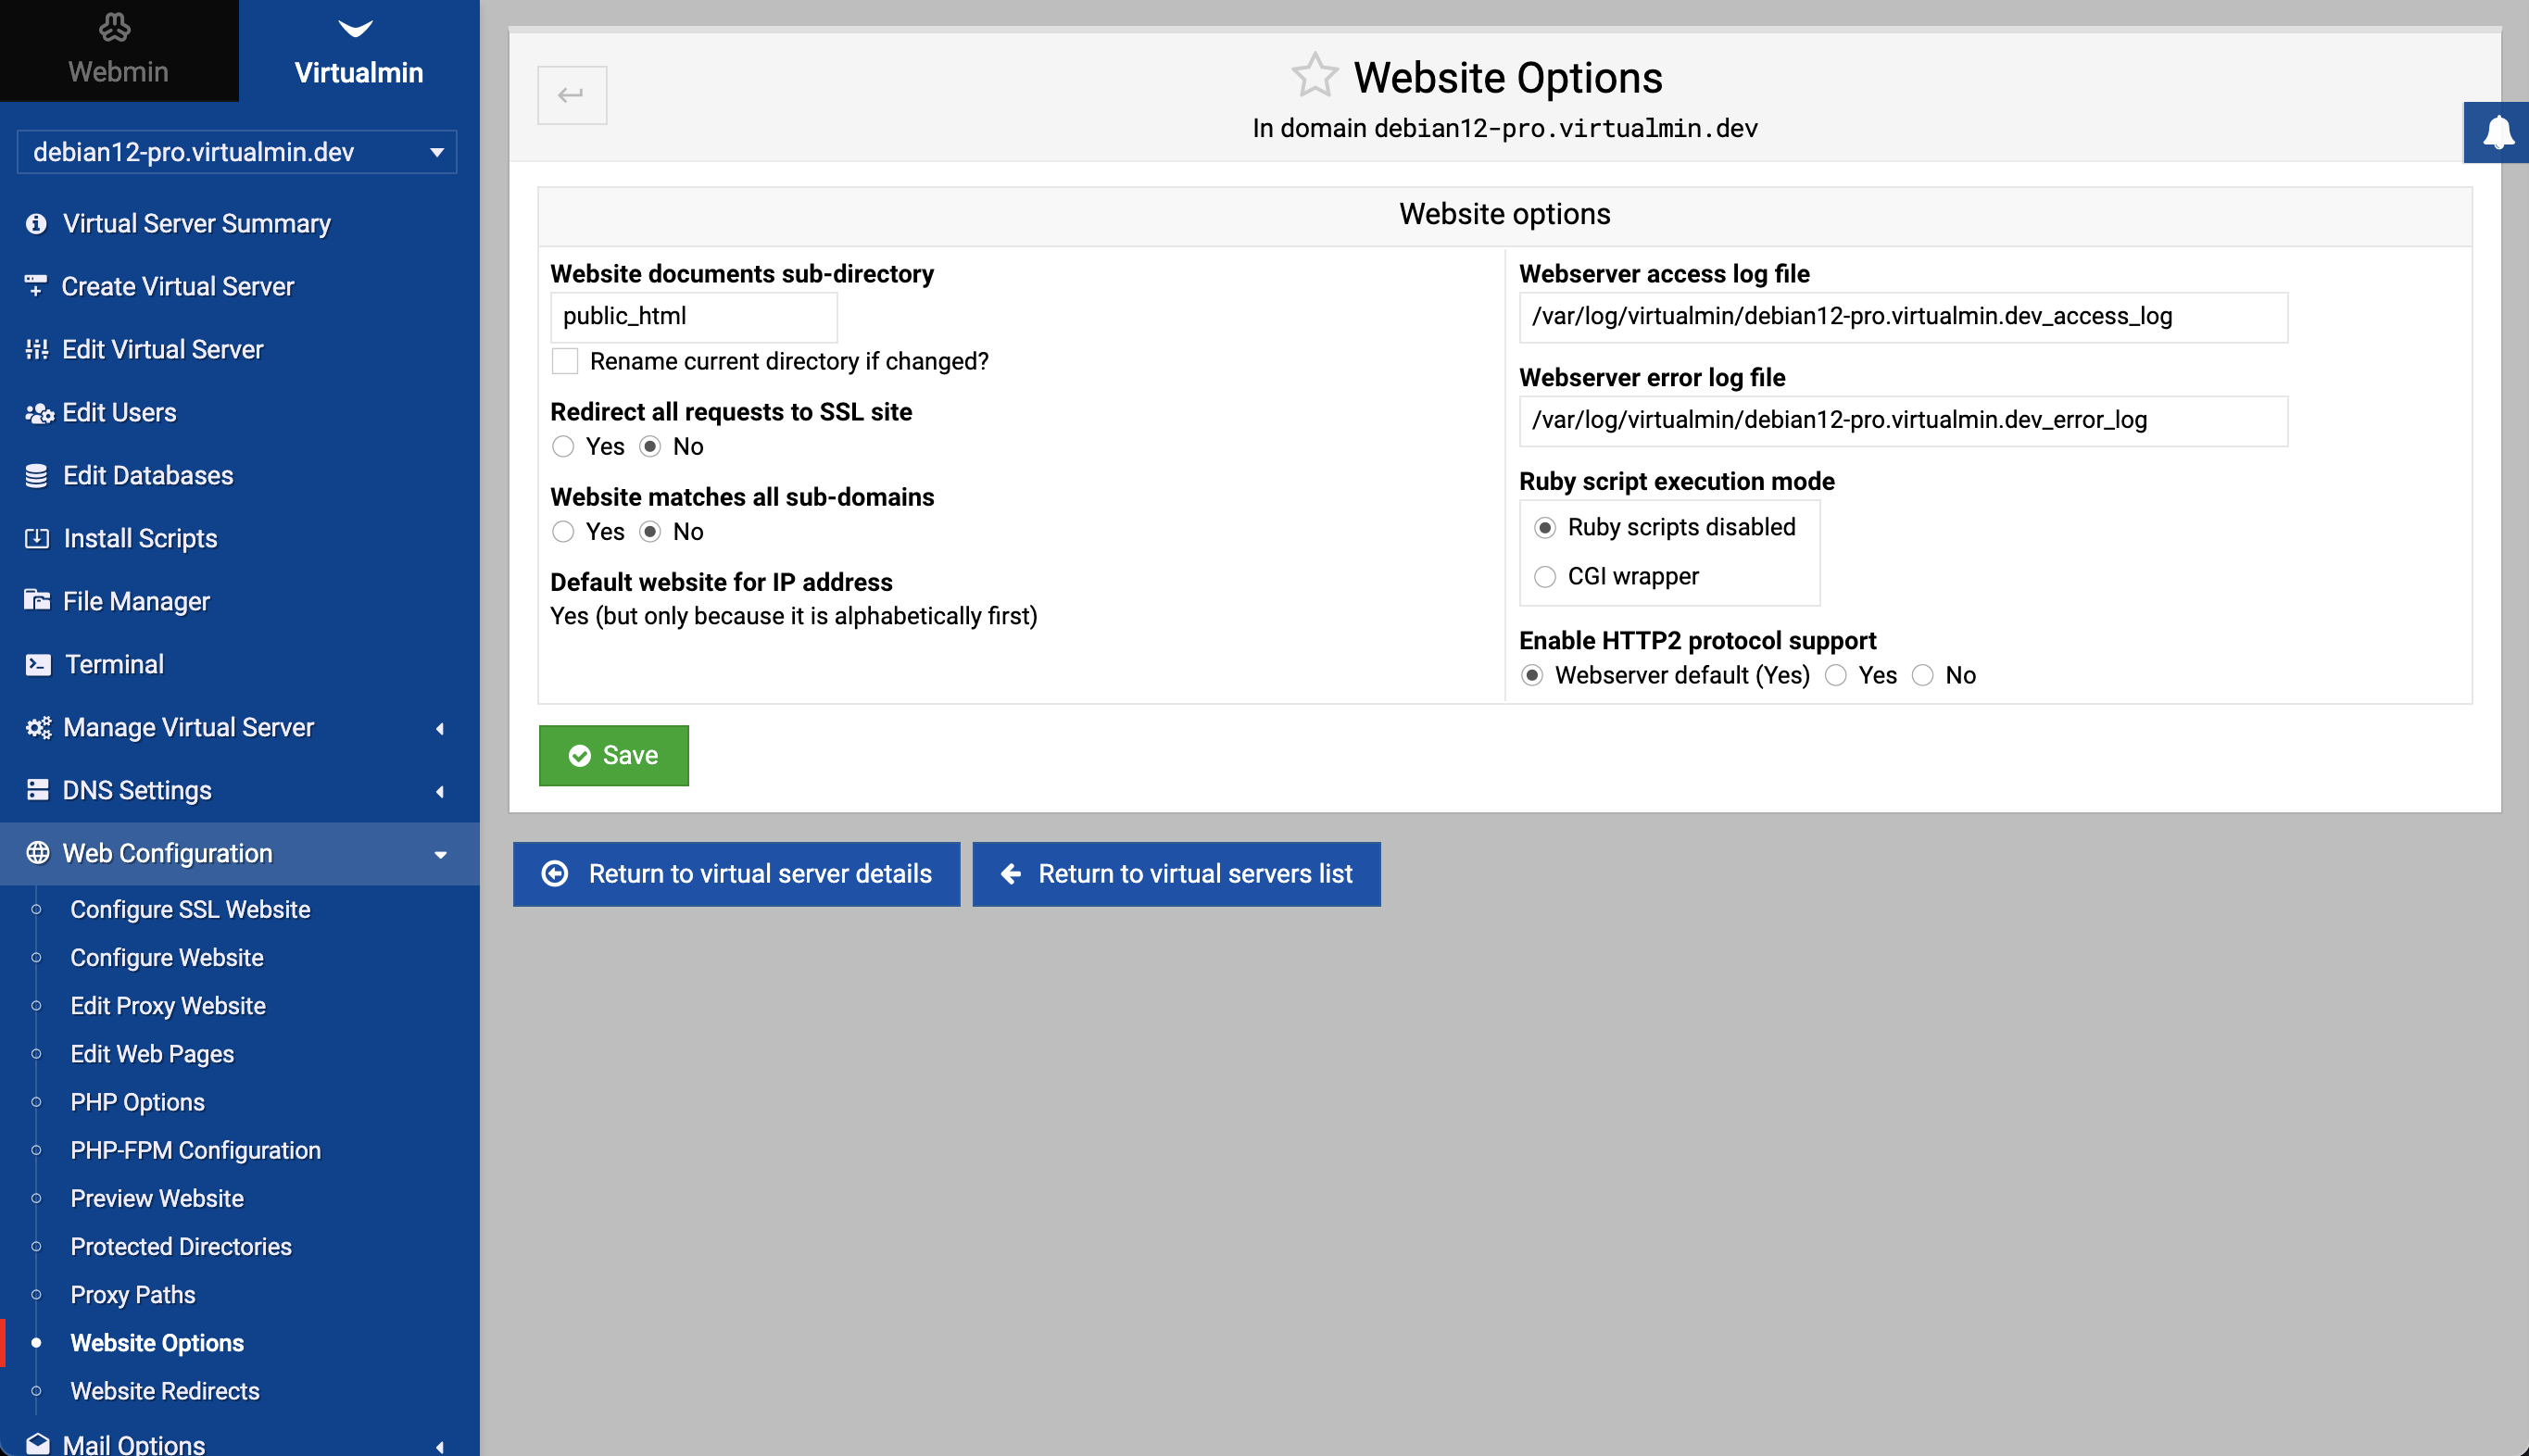 Webmin
Virtualmin
debian12-pro.virtualmin.dev
Virtual Server Summary
Create Virtual Server
Edit Virtual Server
Edit Users
Edit Databases
Install Scripts
File Manager
Terminal
Manage Virtual Server
DNS Settings
Web Configuration
Configure SSL Website
Configure Website
Edit Proxy Website
Edit Web Pages
PHP Options
PHP-FPM Configuration
Preview Website
Protected Directories
Proxy Paths
Website Options
Website Redirects
Mail Options
Website Options
In domain debian12-pro.virtualmin.dev
Website options
Website documents sub-directory
public_html
Rename current directory if changed?
Redirect all requests to SSL site
Yes No
Website matches all sub-domains
Yes No
Default website for IP address
Yes (but only because it is alphabetically first)
Webserver access log file
/var/log/virtualmin/debian12-pro.virtualmin.dev_access_log
Webserver error log file
/var/log/virtualmin/debian12-pro.virtualmin.dev_error_log
Ruby script execution mode
Ruby scripts disabled
CGI wrapper
Enable HTTP2 protocol support
Webserver default (Yes) Yes No
Save
Return to virtual server details
Return to virtual servers list